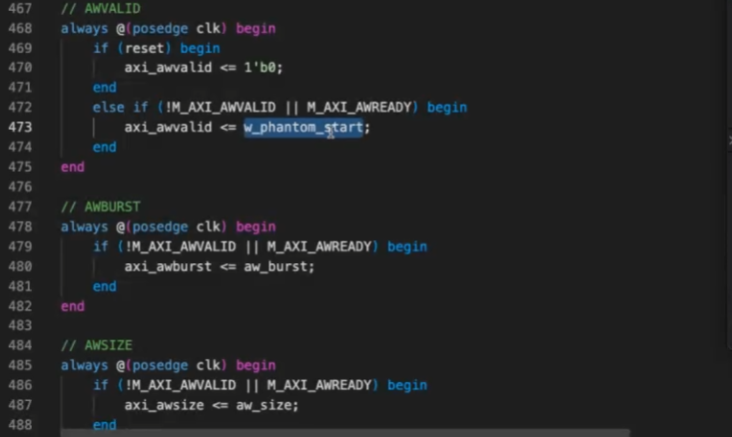 467 // AWVALID
468 always @(posedge clk) begin
469 if (reset) begin
470 axi_awvalid <= 1'b0;
471 end
472 else if (!M_AXI_AWVALID || M_AXI_AWREADY) begin
473 axi_awvalid <= w_phantom_start;
474 end
475 end
476
477 // AWBURST
478 always @(posedge clk) begin
479 if (!M_AXI_AWVALID || M_AXI_AWREADY) begin
480 axi_awburst <= aw_burst;
481 end
482 end
483
484 // AWSIZE
485 always @(posedge clk) begin
486 if (!M_AXI_AWVALID || M_AXI_AWREADY) begin
487 axi_awsize <= aw_size;
488 end